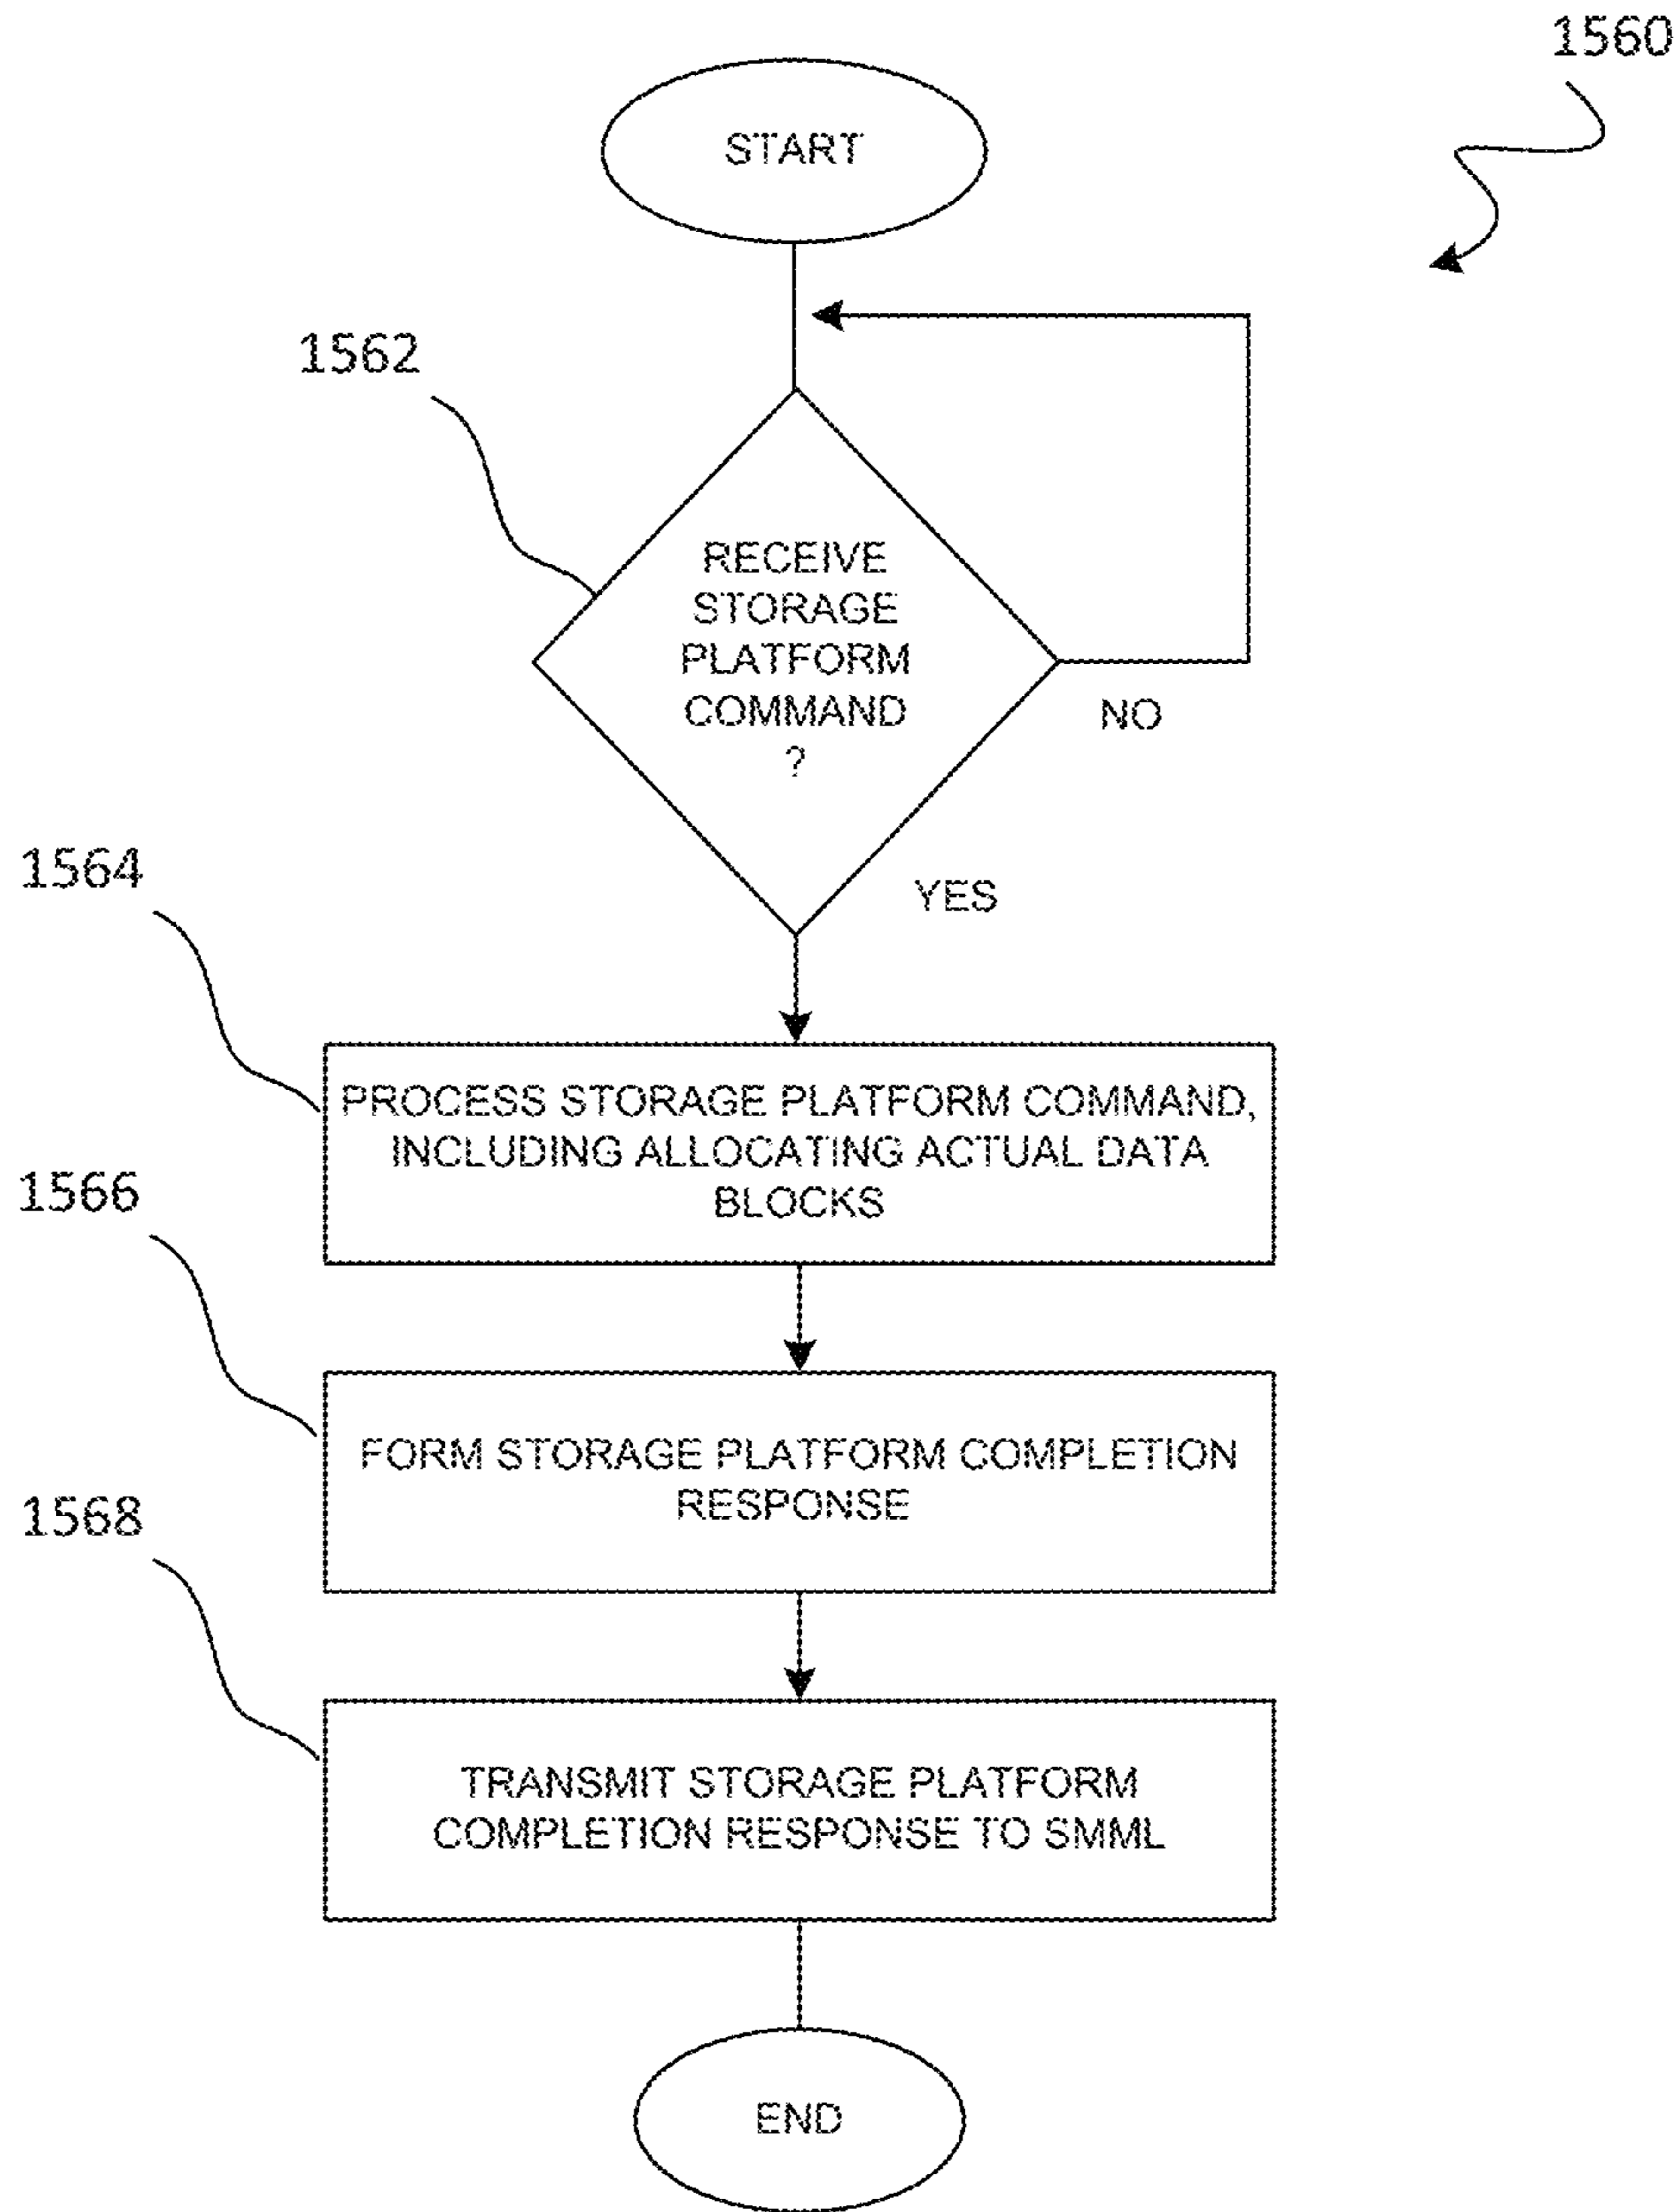 1560
START
1562
RECEIVE
STORAGE
PLATFORM
COMMAND
?
NO
YES
1564
PROCESS STORAGE PLATFORM COMMAND,
INCLUDING ALLOCATING ACTUAL DATA
BLOCKS
1566
FORM STORAGE PLATFORM COMPLETION
RESPONSE
1568
TRANSMIT STORAGE PLATFORM
COMPLETION RESPONSE TO SMML
END